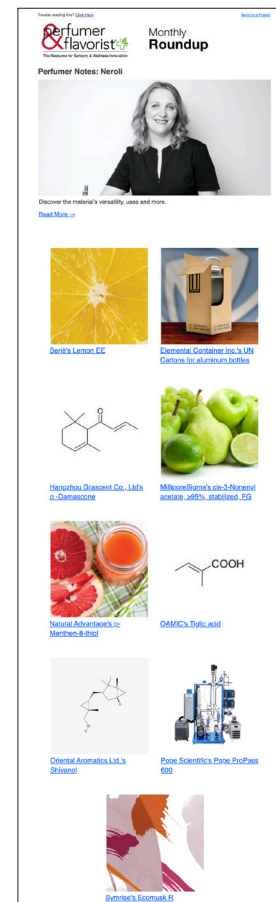 Trouble reading this? Click here.
Send to a Friend
perfumer
&flavorist+
The Resource for Sensory & Wellness Innovation
Monthly
Roundup
Perfumer Notes: Neroli
Discover the material's versatility, uses and more.
Read More →
Berjé's Lemon EE
Elemental Container Inc.'s UN
Cartons for aluminum bottles
O
Hangzhou Grascent Co., Ltd's
α -Damascone
MilliporeSigma's cis-3-Nonenyl
acetate, ≥95%, stabilized, FG
COOH
Natural Advantage's p-
Menthen-8-thiol
OAMIC's Tiglic acid
Oriental Aromatics Ltd.'s
Shivanol
Pope Scientific's Pope ProPass
600
Symrise's Ecomusk R